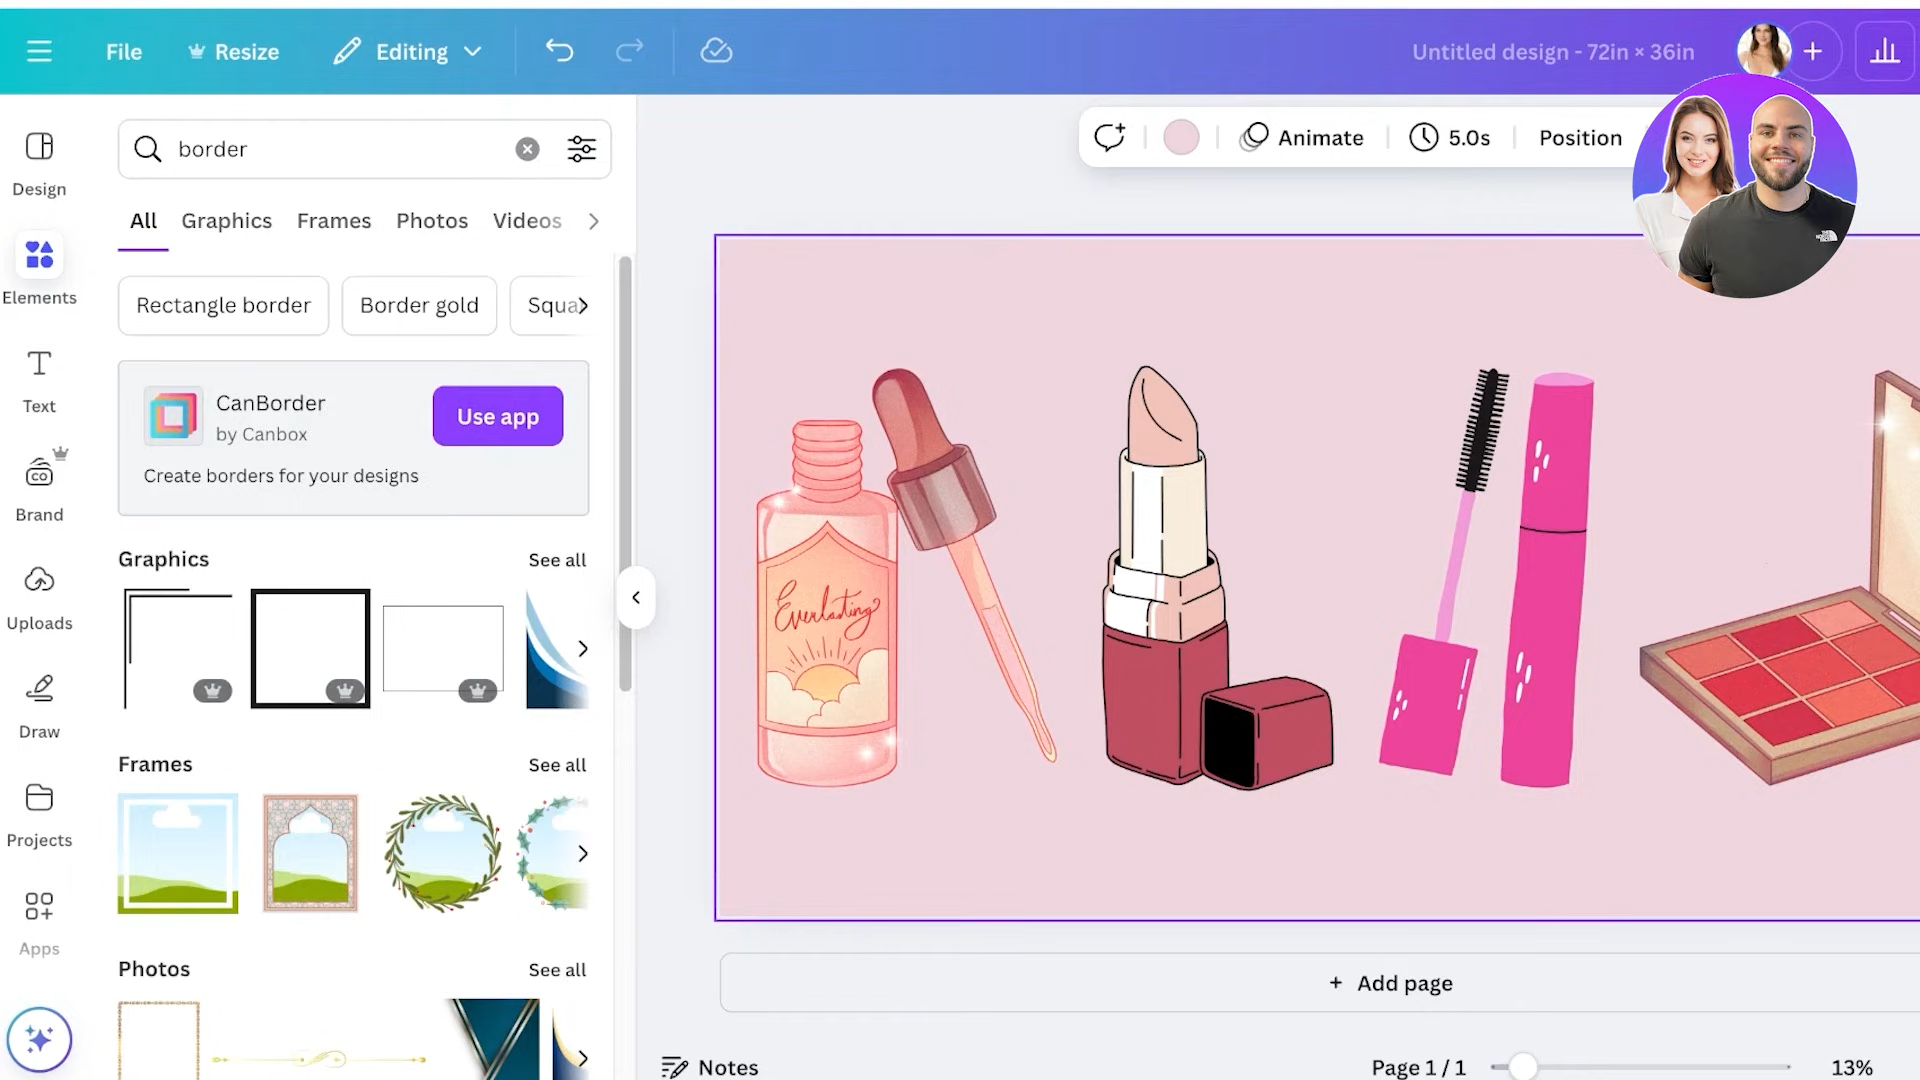 File
Resize
Editing
Untitled design - 72in × 36in
Design
Elements
Text
Brand
Uploads
Draw
Projects
Apps
border
All
Graphics
Frames
Photos
Videos
Rectangle border
Border gold
Squa
CanBorder
by Canbox
Use app
Create borders for your designs
Graphics
See all
Frames
See all
Photos
See all
Animate
5.0s
Position
Everlasting
+ Add page
Notes
Page 1 / 1
13%